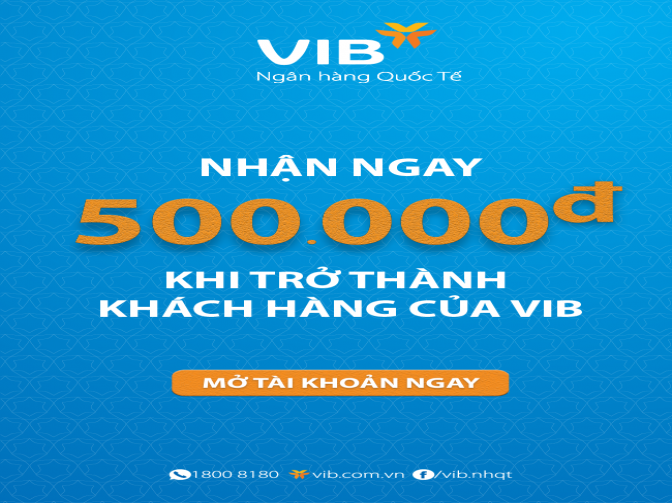 VIB
Ngân hàng Quốc Tế
NHẬN NGAY
500.000đ
KHI TRỞ THÀNH
KHÁCH HÀNG CỦA VIB
MỞ TÀI KHOẢN NGAY
1800 8180 vib.com.vn /vib.nhqt